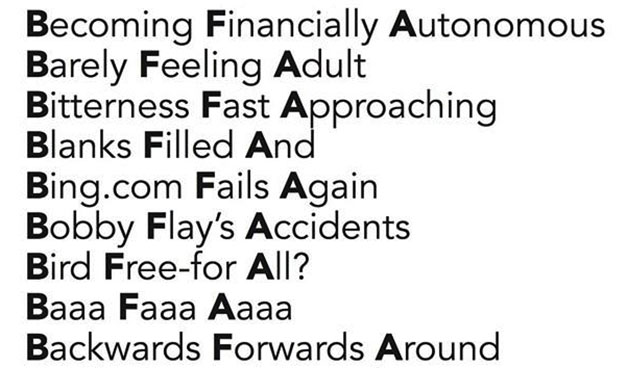 Becoming Financially Autonomous
Barely Feeling Adult
Bitterness Fast Approaching
Blanks Filled And
Bing.com Fails Again
Bobby Flay's Accidents
Bird Free-for All?
Baaa Faaa Aaaa
Backwards Forwards Around